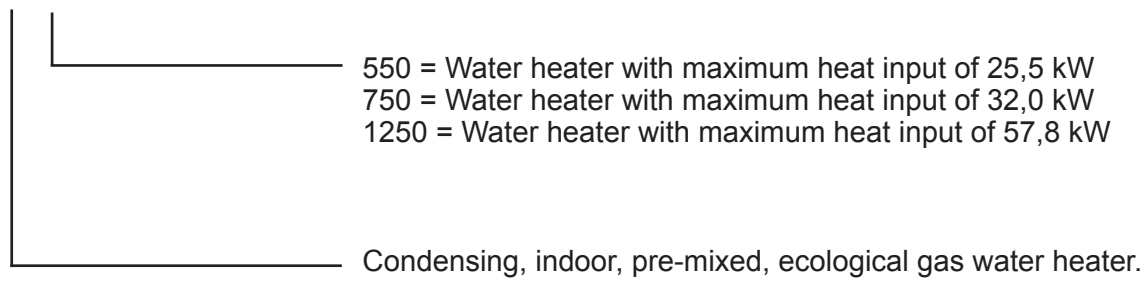 550 = Water heater with maximum heat input of 25,5 kW
750 = Water heater with maximum heat input of 32,0 kW
1250 = Water heater with maximum heat input of 57,8 kW
Condensing, indoor, pre-mixed, ecological gas water heater.